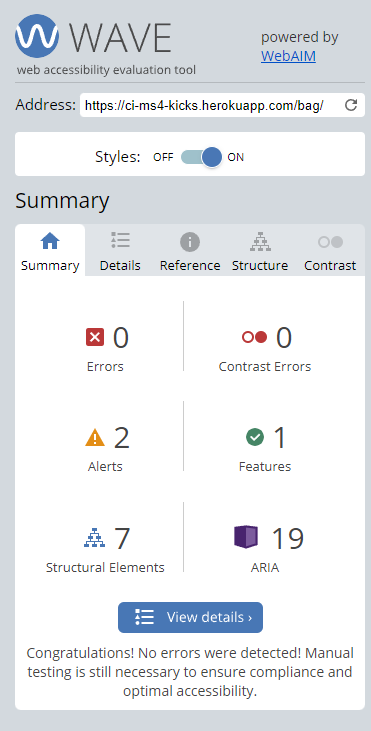 WAVE
web accessibility evaluation tool
powered by
WebAIM
Address: https://ci-ms4-kicks.herokuapp.com/bag/
Styles: OFF ON
Summary
Summary Details Reference Structure Contrast
0
Errors
0
Contrast Errors
2
Alerts
1
Features
7
Structural Elements
19
ARIA
View details ›
Congratulations! No errors were detected! Manual
testing is still necessary to ensure compliance and
optimal accessibility.